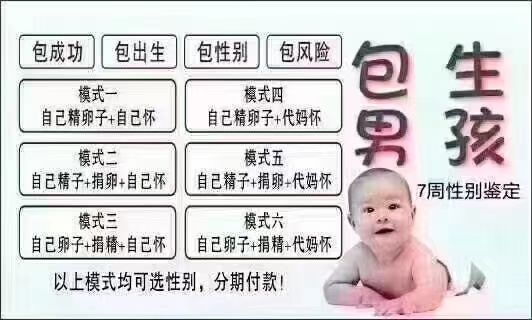 包成功 包出生 包性别 包风险
包生
男孩
7周性别鉴定
模式一
自己精卵子+自己怀
模式四
自己精卵子+代妈怀
模式二
自己精子+捐卵+自己怀
模式五
自己精子+捐卵+代妈怀
模式三
自己卵子+捐精+自己怀
模式六
自己卵子+捐精+代妈怀
以上模式均可选性别，分期付款！